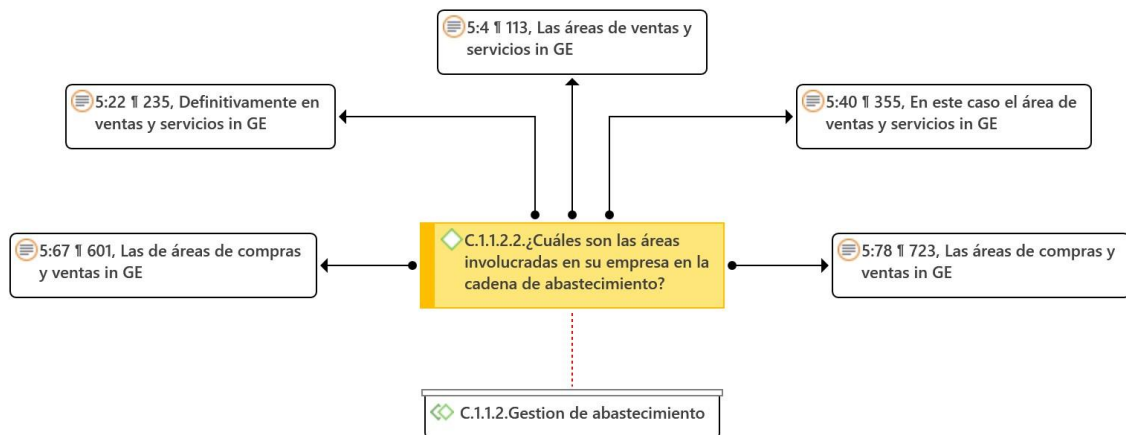 5:4 ¶ 113, Las áreas de ventas y
servicios in GE
5:22 ¶ 235, Definitivamente en
ventas y servicios in GE
5:40 ¶ 355, En este caso el área de
ventas y servicios in GE
5:67 ¶ 601, Las de áreas de compras
y ventas in GE
C.1.1.2.2.¿Cuáles son las áreas
involucradas en su empresa en la
cadena de abastecimiento?
5:78 ¶ 723, Las áreas de compras y
ventas in GE
C.1.1.2.Gestion de abastecimiento